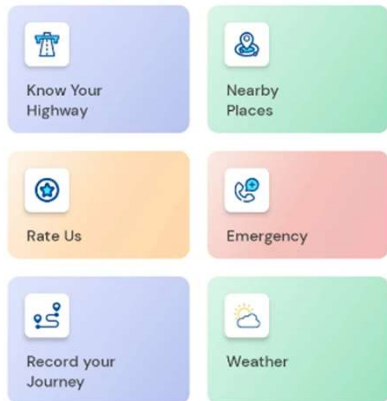 Know Your
Highway
Nearby
Places
Rate Us
Emergency
Record your
Journey
Weather